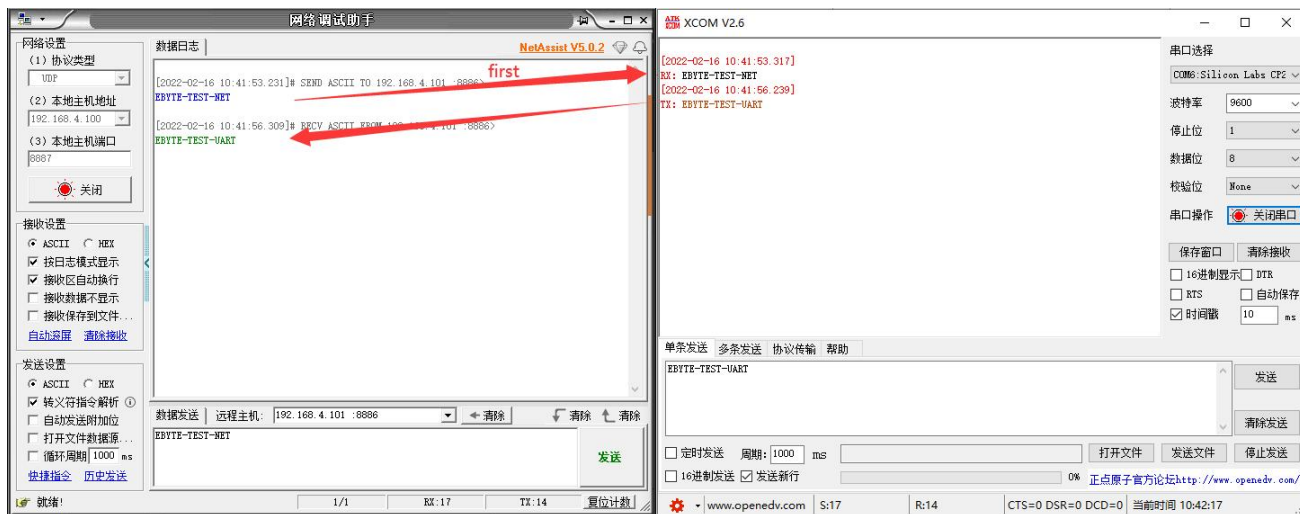 网络调试助手
网络设置
(1) 协议类型
UDP
(2) 本地主机地址
192.168.4.100
(3) 本地主机端口
8887
关闭
接收设置
ASCII HEX
按日志模式显示
接收区自动换行
接收数据不显示
接收保存到文件...
自动滚屏 清除接收
发送设置
ASCII HEX
转义符指令解析
自动发送附加位
打开文件数据源...
循环周期 1000 ms
快捷指令 历史发送
就绪!
数据日志
NetAssist V5.0.2
[2022-02-16 10:41:53.231]# SEND ASCII TO 192.168.4.101 :8886>
first
EBYTE-TEST-NET
[2022-02-16 10:41:56.309]# RECV ASCII FROM 192.168.4.101 :8886>
EBYTE-TEST-UART
数据发送 远程主机: 192.168.4.101 :8886 清除 清除 清除
EBYTE-TEST-NET
发送
1/1 RX:17 TX:14 复位计数
ATK XCOM XCOM V2.6
[2022-02-16 10:41:53.317]
RX: EBYTE-TEST-NET
[2022-02-16 10:41:56.239]
TX: EBYTE-TEST-UART
串口选择
COM6:Silicon Labs CP2
波特率 9600
停止位 1
数据位 8
校验位 None
串口操作 关闭串口
保存窗口 清除接收
16进制显示 DTR
RTS 自动保存
时间戳 10 ms
单条发送 多条发送 协议传输 帮助
EBYTE-TEST-UART
发送
清除发送
定时发送 周期: 1000 ms 打开文件 发送文件 停止发送
16进制发送 发送新行 0% 正点原子官方论坛http://www.openedv.com/
www.openedv.com S:17 R:14 CTS=0 DSR=0 DCD=0 当前时间 10:42:17